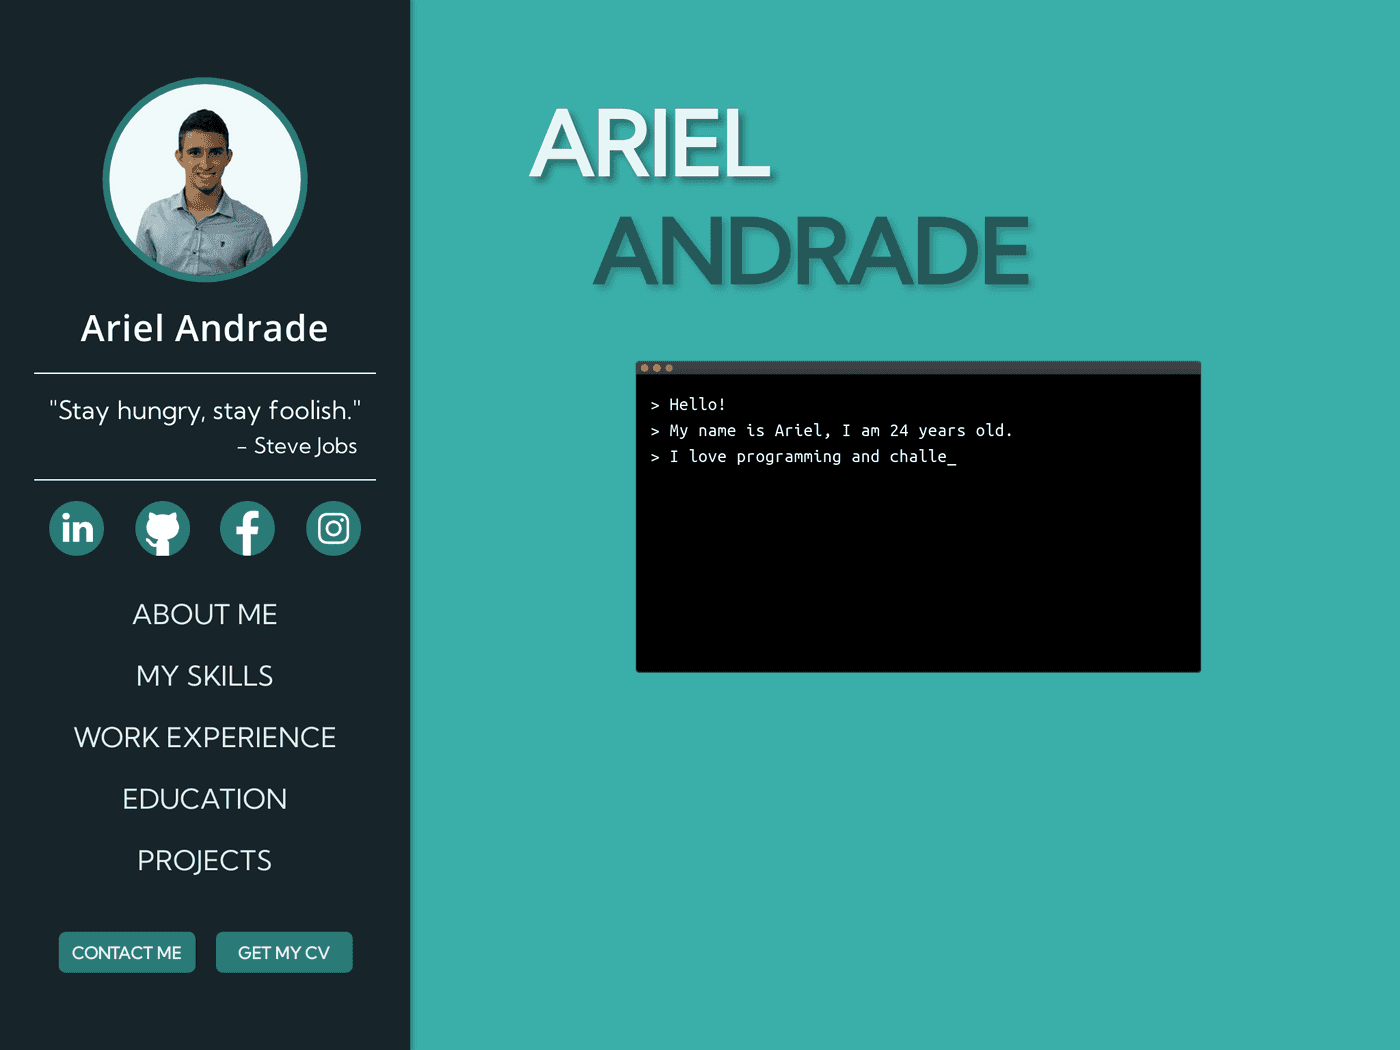 Ariel Andrade
"Stay hungry, stay foolish."
- Steve Jobs
in
ABOUT ME
MY SKILLS
WORK EXPERIENCE
EDUCATION
PROJECTS
CONTACT ME
GET MY CV
ARIEL
ANDRADE
> Hello!
> My name is Ariel, I am 24 years old.
> I love programming and challe_